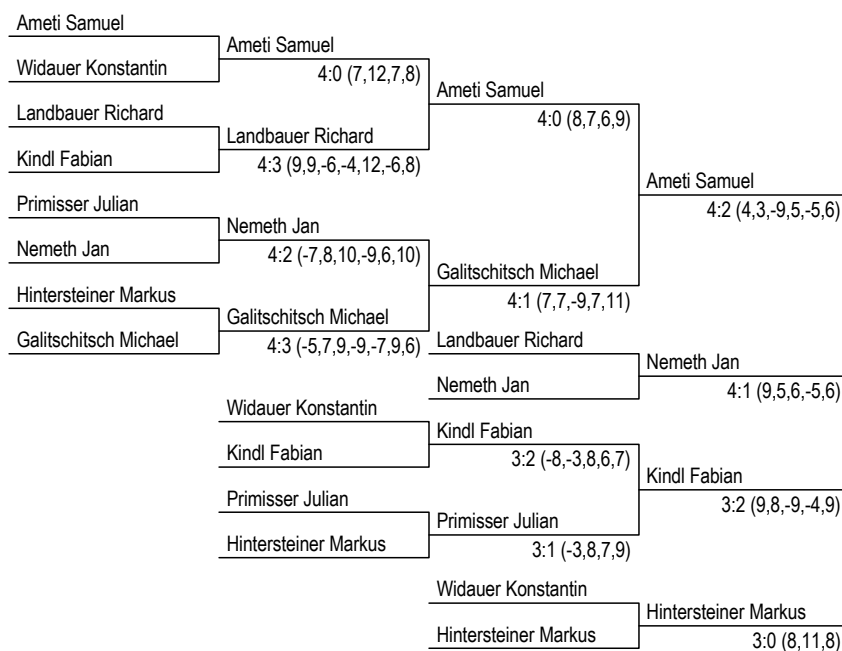 Ameti Samuel
Ameti Samuel
Widauer Konstantin
4:0 (7,12,7,8)
Ameti Samuel
Landbauer Richard
4:0 (8,7,6,9)
Landbauer Richard
Kindl Fabian
4:3 (9,9,-6,-4,12,-6,8)
Ameti Samuel
Primisser Julian
4:2 (4,3,-9,5,-5,6)
Nemeth Jan
Nemeth Jan
4:2 (-7,8,10,-9,6,10)
Galitschitsch Michael
Hintersteiner Markus
4:1 (7,7,-9,7,11)
Galitschitsch Michael
Galitschitsch Michael
4:3 (-5,7,9,-9,-7,9,6)
Landbauer Richard
Nemeth Jan
Nemeth Jan
4:1 (9,5,6,-5,6)
Widauer Konstantin
Kindl Fabian
Kindl Fabian
3:2 (-8,-3,8,6,7)
Kindl Fabian
Primisser Julian
3:2 (9,8,-9,-4,9)
Primisser Julian
Hintersteiner Markus
3:1 (-3,8,7,9)
Widauer Konstantin
Hintersteiner Markus
Hintersteiner Markus
3:0 (8,11,8)